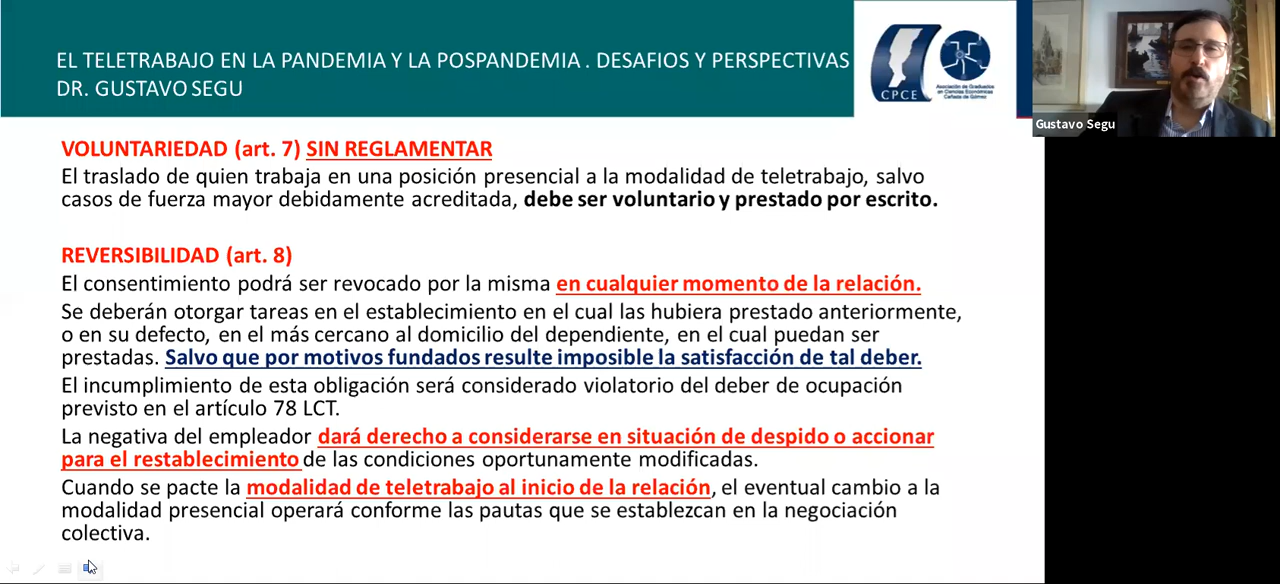 EL TELETRABAJO EN LA PANDEMIA Y LA POSPANDEMIA . DESAFIOS Y PERSPECTIVAS
DR. GUSTAVO SEGU
CPCE
Asociación de Graduados
en Ciencias Económicas
Cañada de Gómez
Gustavo Segu
VOLUNTARIEDAD (art. 7) SIN REGLAMENTAR
El traslado de quien trabaja en una posición presencial a la modalidad de teletrabajo, salvo
casos de fuerza mayor debidamente acreditada, debe ser voluntario y prestado por escrito.
REVERSIBILIDAD (art. 8)
El consentimiento podrá ser revocado por la misma en cualquier momento de la relación.
Se deberán otorgar tareas en el establecimiento en el cual las hubiera prestado anteriormente,
o en su defecto, en el más cercano al domicilio del dependiente, en el cual puedan ser
prestadas. Salvo que por motivos fundados resulte imposible la satisfacción de tal deber.
El incumplimiento de esta obligación será considerado violatorio del deber de ocupación
previsto en el artículo 78 LCT.
La negativa del empleador dará derecho a considerarse en situación de despido o accionar
para el restablecimiento de las condiciones oportunamente modificadas.
Cuando se pacte la modalidad de teletrabajo al inicio de la relación, el eventual cambio a la
modalidad presencial operará conforme las pautas que se establezcan en la negociación
colectiva.